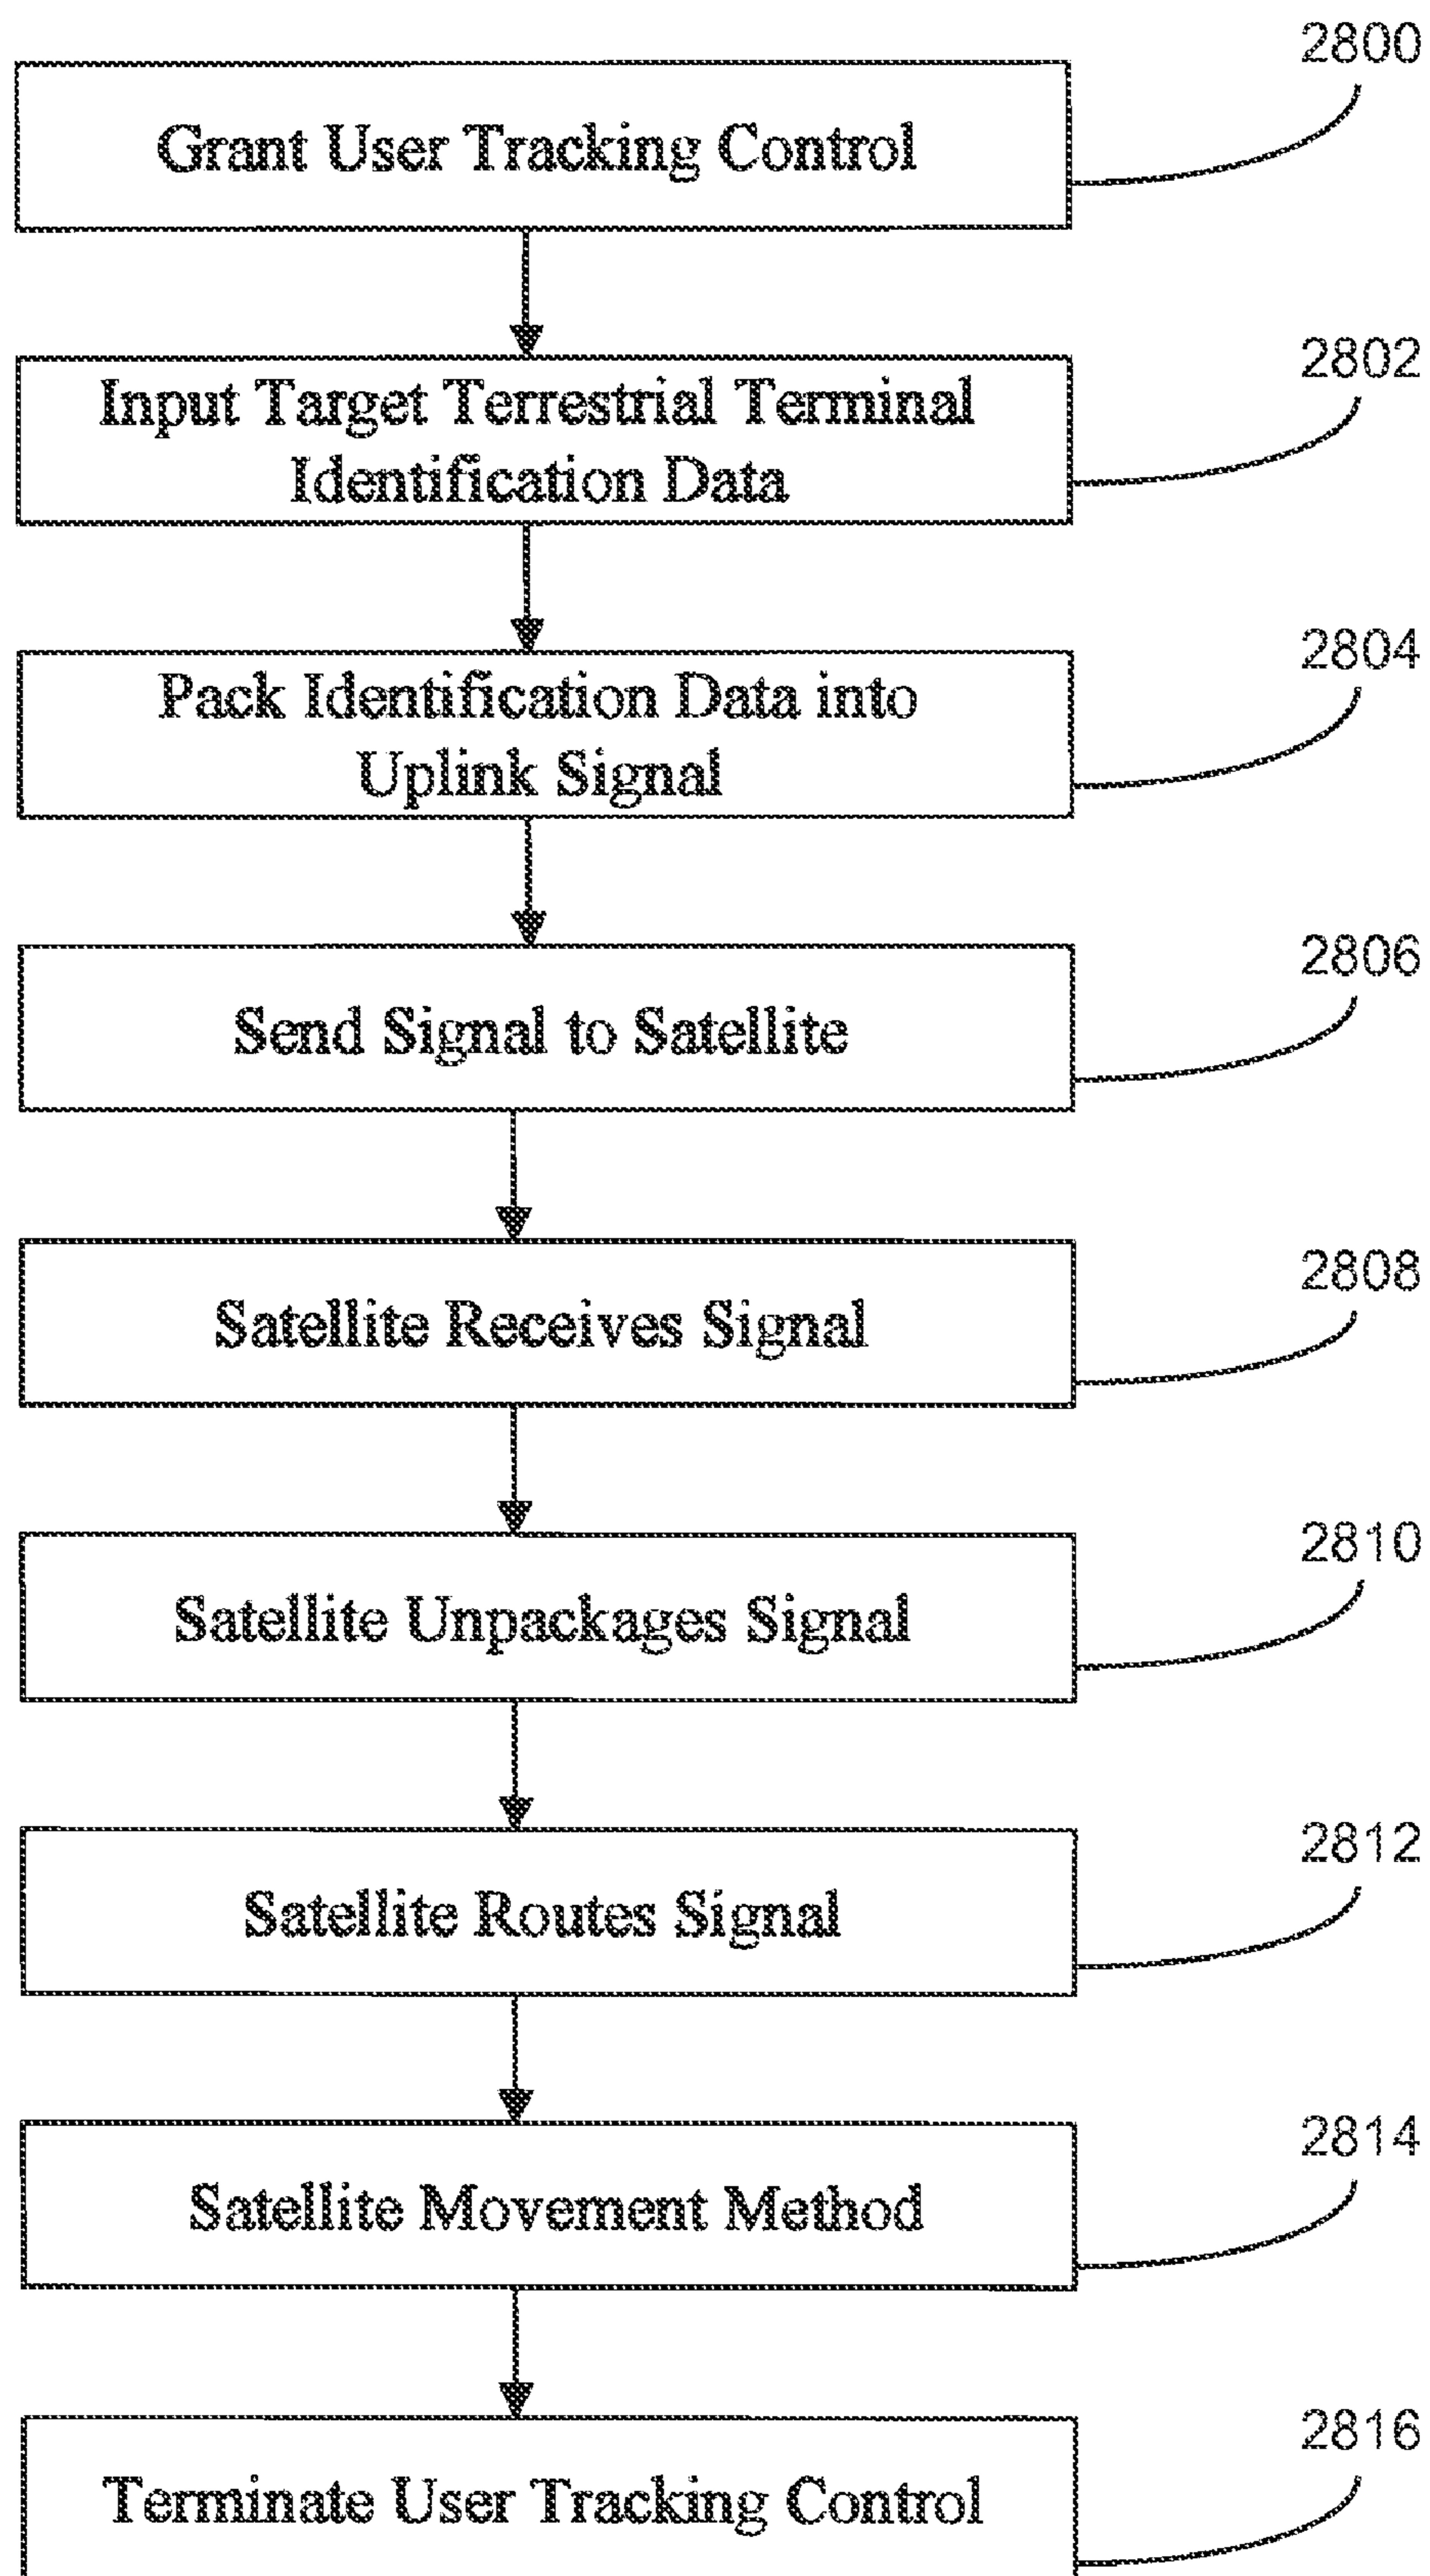 2800
Grant User Tracking Control
2802
Input Target Terrestrial Terminal
Identification Data
2804
Pack Identification Data into
Uplink Signal
2806
Send Signal to Satellite
2808
Satellite Receives Signal
2810
Satellite Unpackages Signal
2812
Satellite Routes Signal
2814
Satellite Movement Method
2816
Terminate User Tracking Control